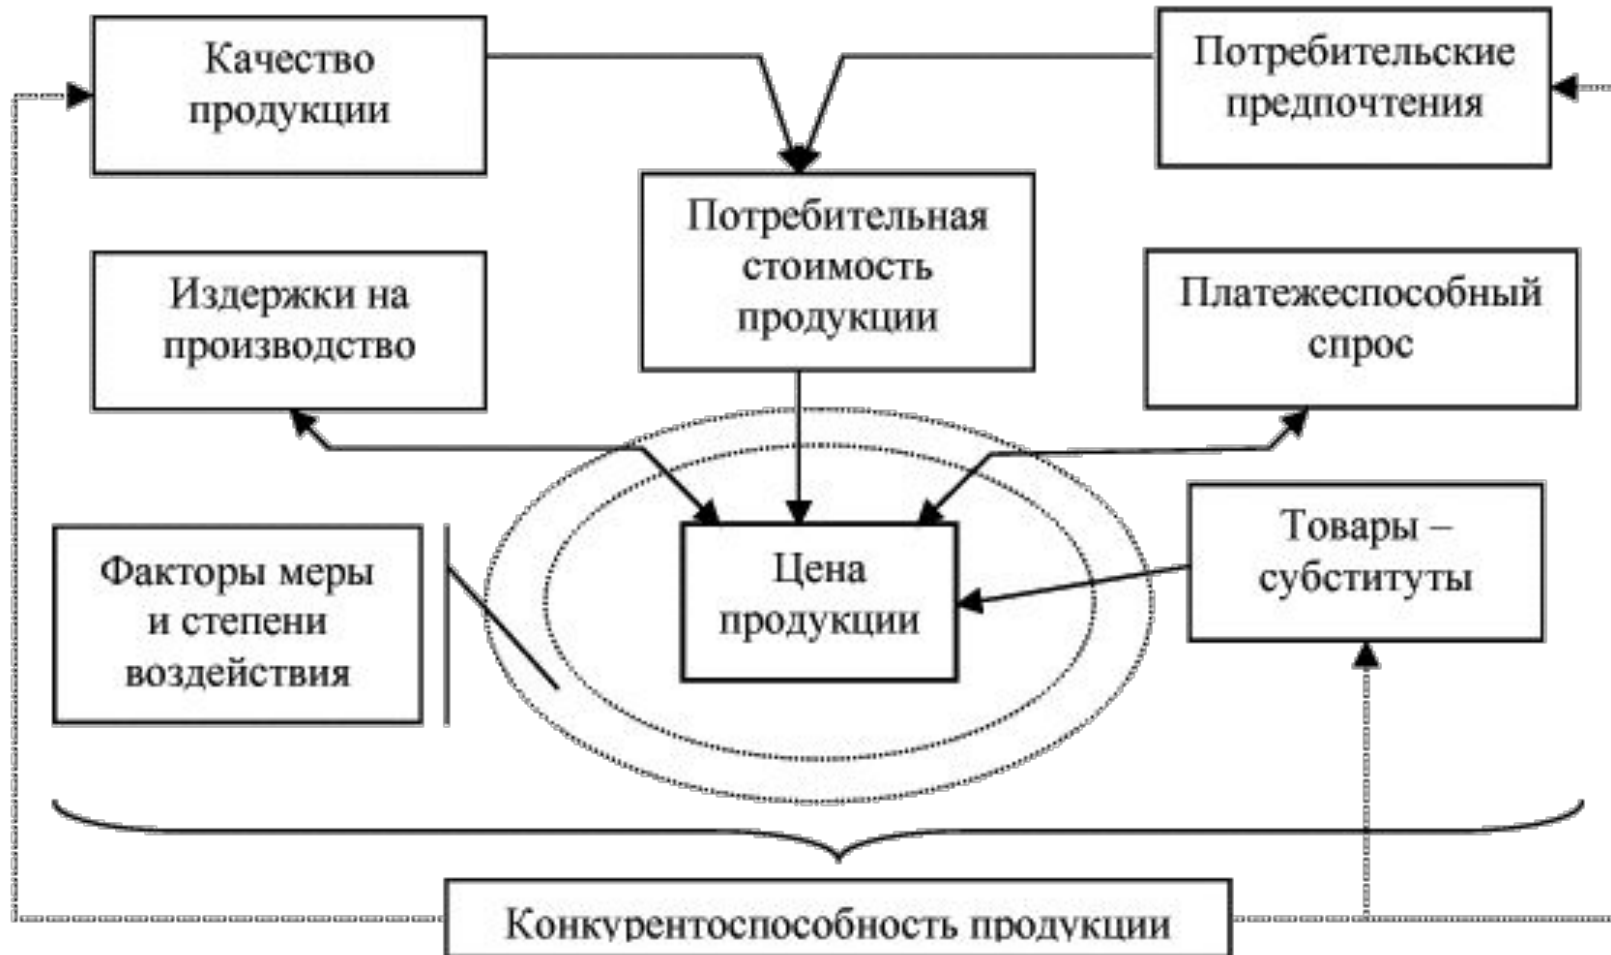 Качество
продукции
Потребительские
предпочтения
Потребительная
стоимость
продукции
Издержки на
производство
Платежеспособный
спрос
Факторы меры
и степени
воздействия
Цена
продукции
Товары –
субституты
Конкурентоспособность продукции